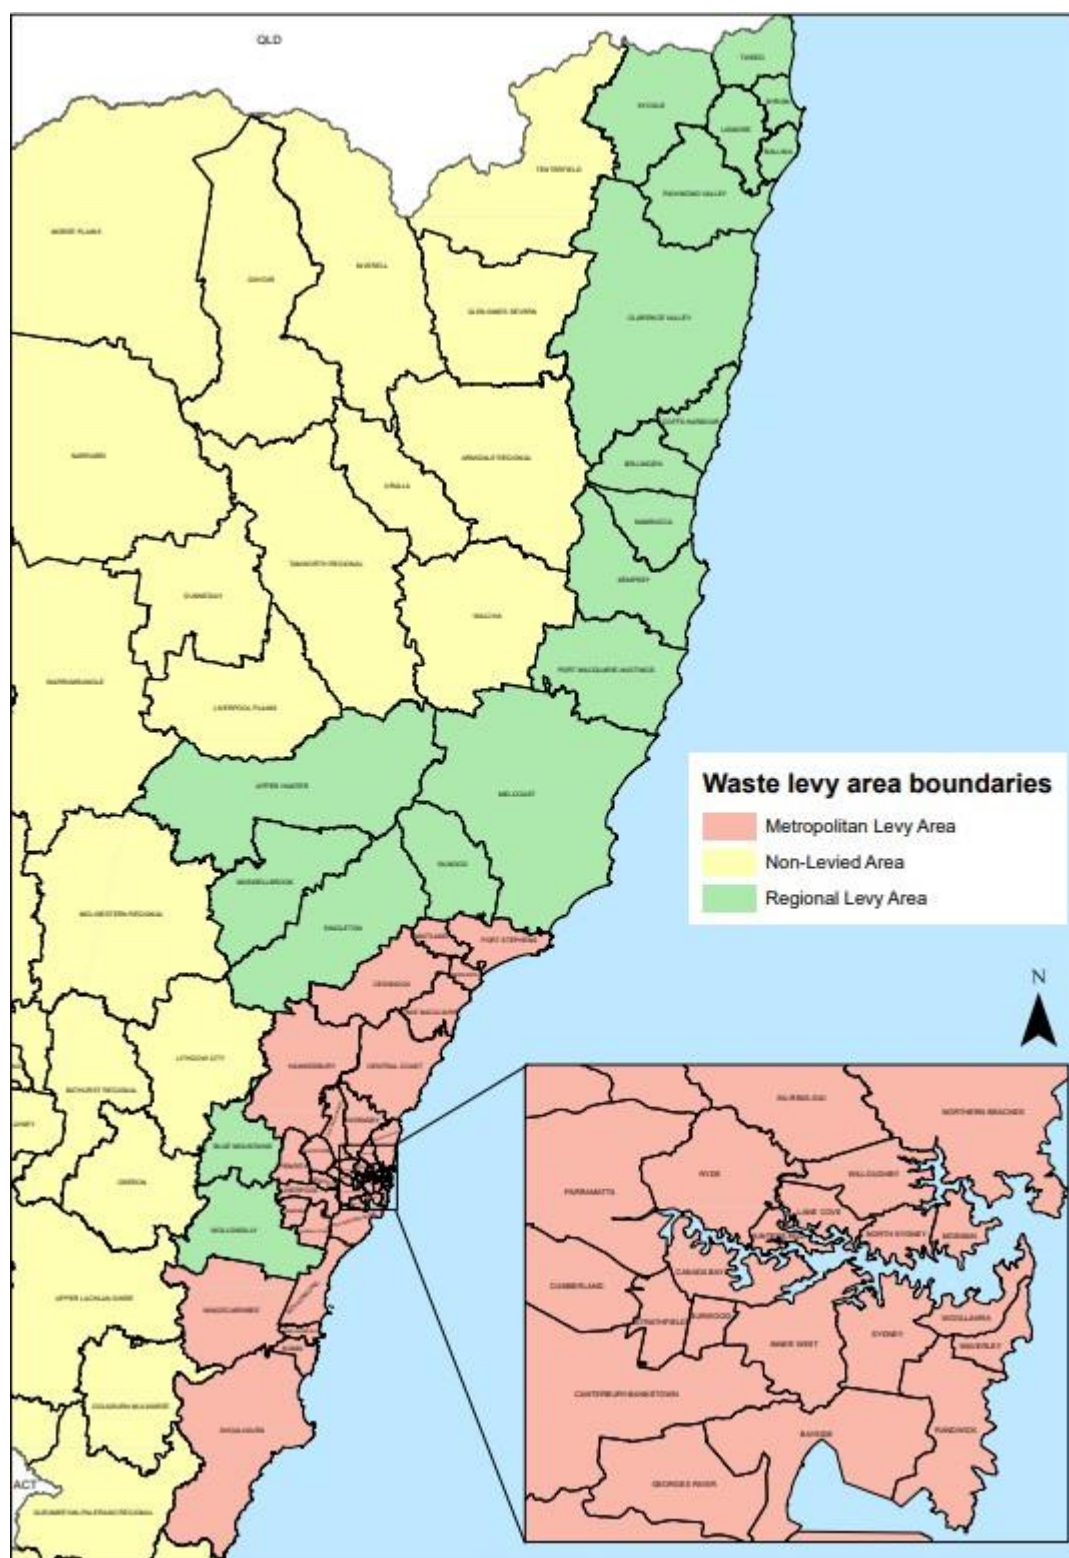 QLD
TWEED
KYOGLE
BYRON
LISMORE
BALLINA
TENTERFIELD
RICHMOND VALLEY
MOREE PLAINS
GWYDIR
INVERELL
GLEN INNES SEVERN
CLARENCE VALLEY
COFFS HARBOUR
NARRABRI
ARMIDALE REGIONAL
BELLINGEN
URALLA
NAMBUCCA
TAMWORTH REGIONAL
KEMPSEY
GUNNEDAH
WALCHA
PORT MACQUARIE-HASTINGS
WARRUMBUNGLE
LIVERPOOL PLAINS
UPPER HUNTER
MID-COAST
Waste levy area boundaries
Metropolitan Levy Area
Non-Levied Area
Regional Levy Area
DUNGOG
MUSWELLBROOK
MID-WESTERN REGIONAL
SINGLETON
MAITLAND
PORT STEPHENS
CESSNOCK
LAKE MACQUARIE
N
LITHGOW CITY
HAWKESBURY
CENTRAL COAST
BATHURST REGIONAL
HORNSBY
BLUE MOUNTAINS
OBERON
WOLLONDILLY
UPPER LACHLAN SHIRE
WINGECARRIBEE
KIAMA
GOULBURN MULWAREE
SHOALHAVEN
ACT
QUEANBEYAN-PALERANG REGIONAL
KU-RING-GAI
NORTHERN BEACHES
RYDE
WILLOUGHBY
PARRAMATTA
LANE COVE
NORTH SYDNEY
MOSMAN
CANADA BAY
CUMBERLAND
STRATHFIELD
BURWOOD
WOOLLAHRA
INNER WEST
SYDNEY
WAVERLEY
CANTERBURY-BANKSTOWN
BAYSIDE
RANDWICK
GEORGES RIVER